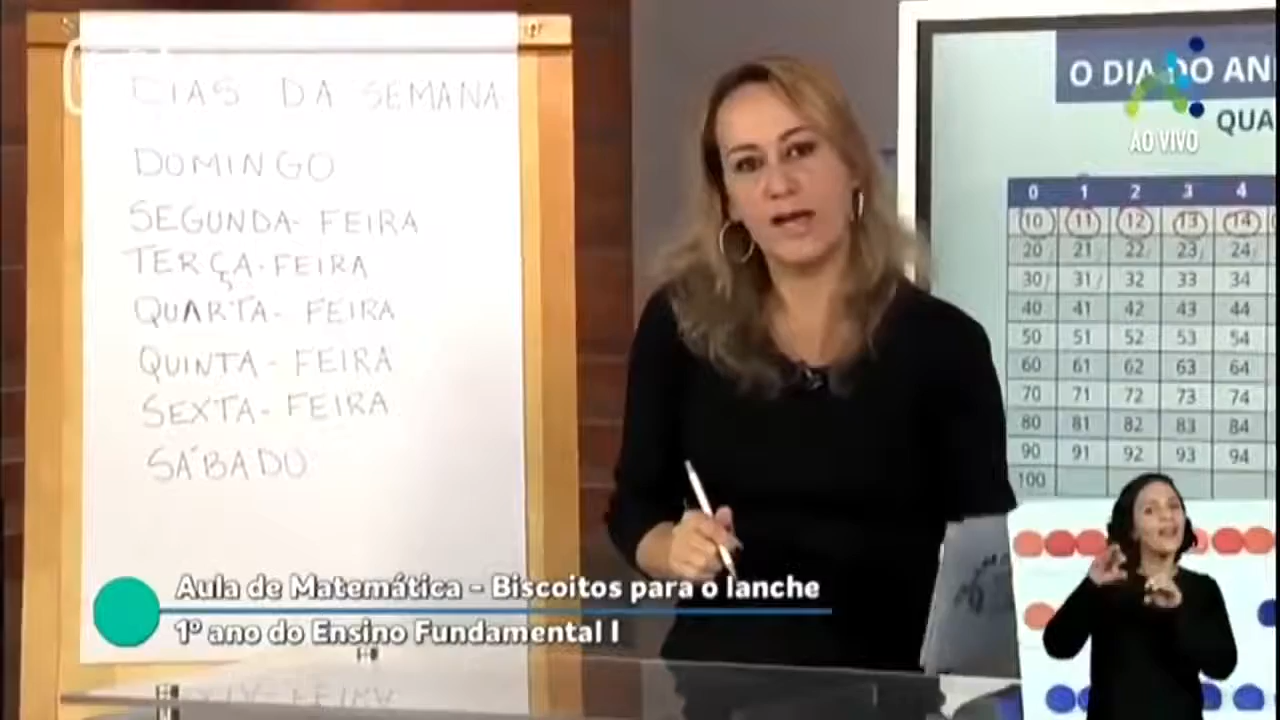 DIAS DA SEMANA
DOMINGO
SEGUNDA-FEIRA
TERÇA-FEIRA
QUARTA-FEIRA
QUINTA-FEIRA
SEXTA-FEIRA
SÁBADO
O DIA DO ANI
QUA
AO VIVO
0 1 2 3 4
10 11 12 13 14
20 21 22 23 24
30 31 32 33 34
40 41 42 43 44
50 51 52 53 54
60 61 62 63 64
70 71 72 73 74
80 81 82 83 84
90 91 92 93 94
100
Aula de Matemática - Biscoitos para o lanche
1º ano do Ensino Fundamental I